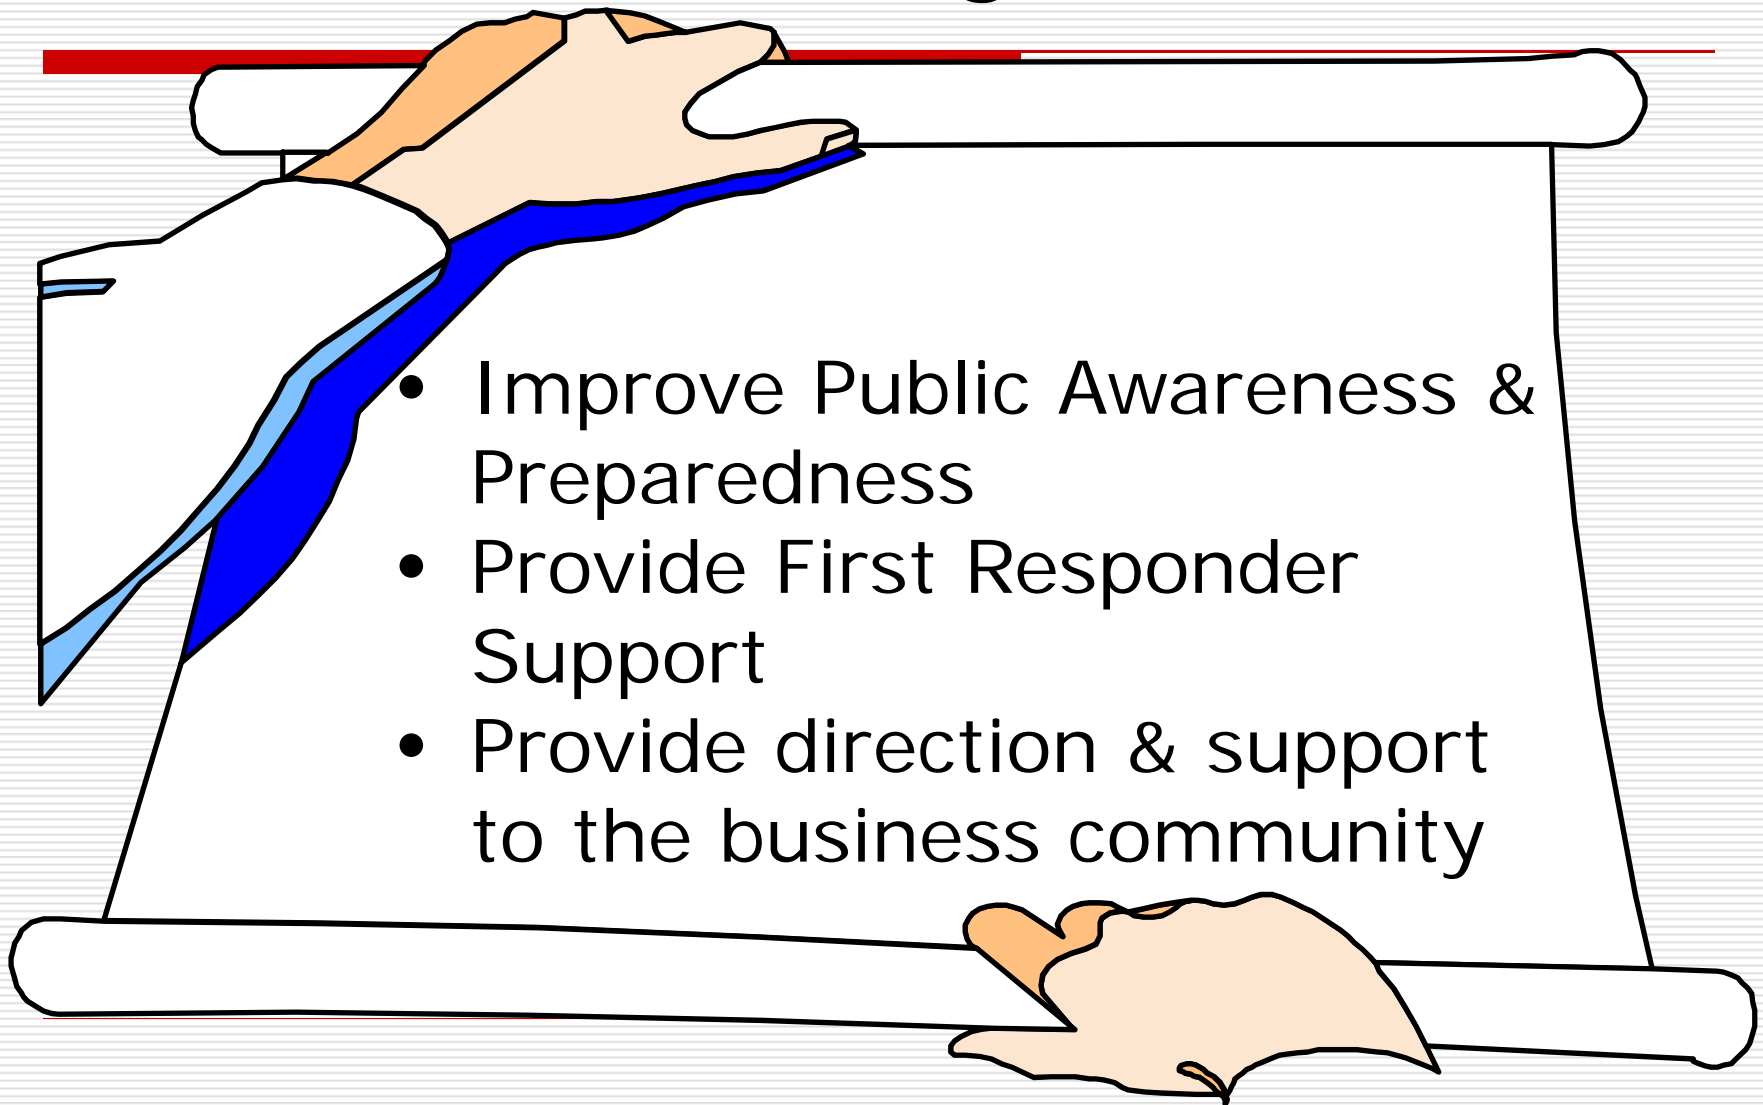 • Improve Public Awareness &
Preparedness
• Provide First Responder
Support
• Provide direction & support
to the business community